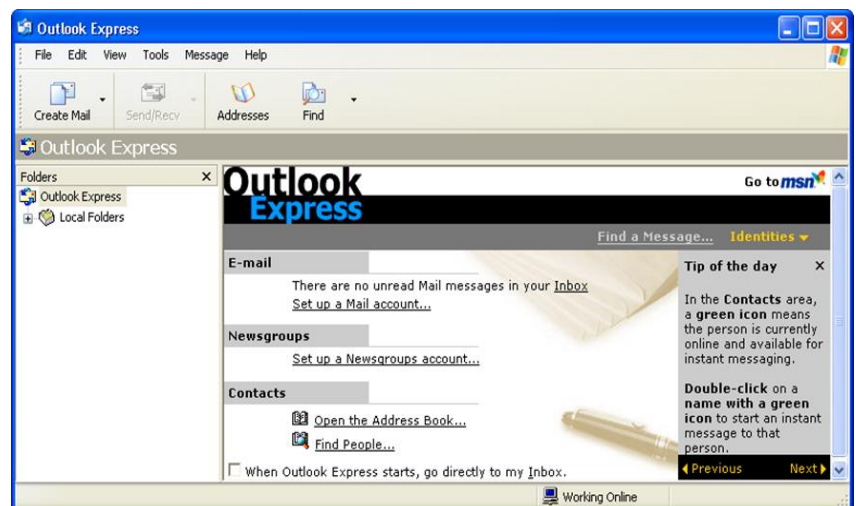 Outlook Express
File Edit View Tools Message Help
Create Mail Send/Recv Addresses Find
Outlook Express
Folders
Outlook Express
Local Folders
Outlook
Express
Go to msn
Find a Message... Identities
E-mail
There are no unread Mail messages in your Inbox
Set up a Mail account...
Newsgroups
Set up a Newsgroups account...
Contacts
Open the Address Book...
Find People...
When Outlook Express starts, go directly to my Inbox.
Tip of the day
In the Contacts area,
a green icon means
the person is currently
online and available for
instant messaging.
Double-click on a
name with a green
icon to start an instant
message to that
person.
Previous Next
Working Online